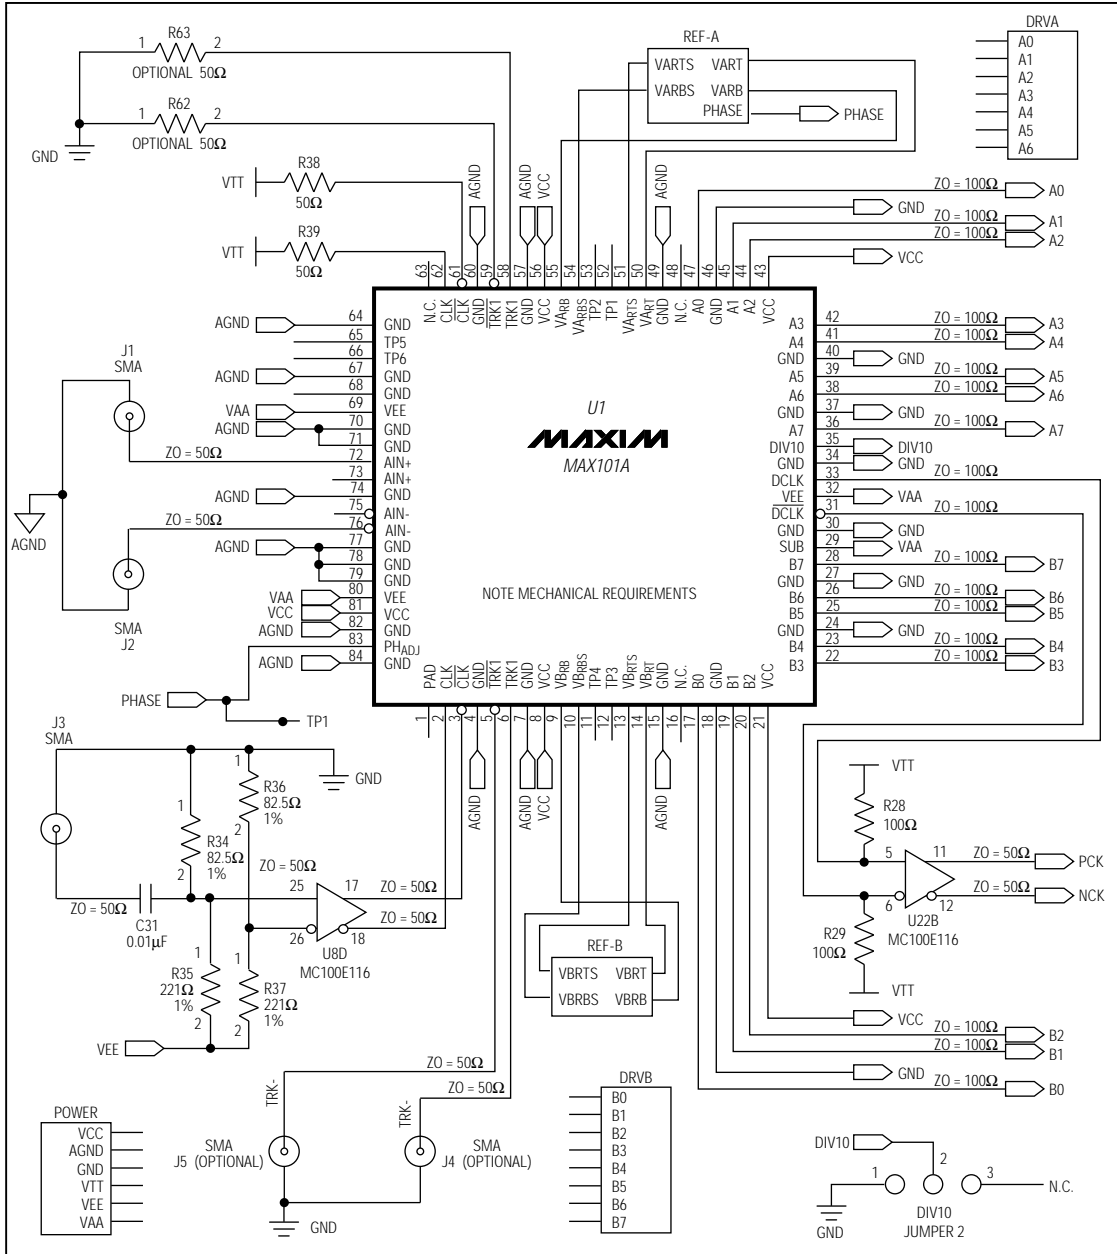 1 R63 2
OPTIONAL 50Ω
1 R62 2
OPTIONAL 50Ω
GND
VTT R38
50Ω
VTT R39
50Ω
AGND
AGND
VCC
AGND
REF-A
VARTS VART
VARBS VARB
PHASE PHASE
DRVA
A0
A1
A2
A3
A4
A5
A6
ZO = 100Ω A0
GND
ZO = 100Ω A1
ZO = 100Ω A2
VCC
63 62 61 60 59 58 57 56 55 54 53 52 51 50 49 48 47 46 45 44 43
N.C. CLK CLK GND TRK1 TRK1 GND VCC VARB VARBS TP2 TP1 VARTS VART GND N.C. A0 GND A1 A2 VCC
AGND 64 GND
65 TP5
66 TP6
AGND 67 GND
68 GND
VAA 69 VEE
AGND 70 GND
71 GND
ZO = 50Ω 72 AIN+
73 AIN+
AGND 74 GND
75 AIN-
ZO = 50Ω 76 AIN-
AGND 77 GND
78 GND
79 GND
VAA 80 VEE
VCC 81 VCC
AGND 82 GND
83 PHADJ
AGND 84 GND
J1
SMA
AGND
SMA
J2
U1
MAXIM
MAX101A
NOTE MECHANICAL REQUIREMENTS
A3 42 ZO = 100Ω A3
A4 41 ZO = 100Ω A4
GND 40 GND
A5 39 ZO = 100Ω A5
A6 38 ZO = 100Ω A6
GND 37 GND
A7 36 ZO = 100Ω A7
DIV10 35 DIV10
GND 34 GND
DCLK 33 ZO = 100Ω
VEE 32 VAA
DCLK 31 ZO = 100Ω
GND 30 GND
SUB 29 VAA
B7 28 ZO = 100Ω B7
GND 27 GND
B6 26 ZO = 100Ω B6
B5 25 ZO = 100Ω B5
GND 24 GND
B4 23 ZO = 100Ω B4
B3 22 ZO = 100Ω B3
PAD CLK CLK GND TRK1 TRK1 GND VCC VBRB VBRBS TP4 TP3 VBRTS VBRT GND N.C. B0 GND B1 B2 VCC
1 2 3 4 5 6 7 8 9 10 11 12 13 14 15 16 17 18 19 20 21
AGND
AGND
VCC
AGND
PHASE
TP1
J3
SMA
GND
1 R36
82.5Ω
1%
2
1 R34
82.5Ω
1%
2
ZO = 50Ω
ZO = 50Ω
C31
0.01µF
25 17 ZO = 50Ω
26 18 ZO = 50Ω
U8D
MC100E116
1
R35
221Ω
1%
2
1
R37
221Ω
1%
2
VEE
REF-B
VBRTS VBRT
VBRBS VBRB
VTT
R28
100Ω
5 11 ZO = 50Ω PCK
6 12 ZO = 50Ω NCK
U22B
MC100E116
R29
100Ω
VTT
VCC
ZO = 100Ω B2
ZO = 100Ω B1
GND
ZO = 100Ω B0
ZO = 50Ω
ZO = 50Ω
TRK-
TRK-
SMA
J5 (OPTIONAL)
SMA
J4 (OPTIONAL)
GND
POWER
VCC
AGND
GND
VTT
VEE
VAA
DRVB
B0
B1
B2
B3
B4
B5
B6
B7
DIV10
1 2 3
N.C.
GND
DIV10
JUMPER 2